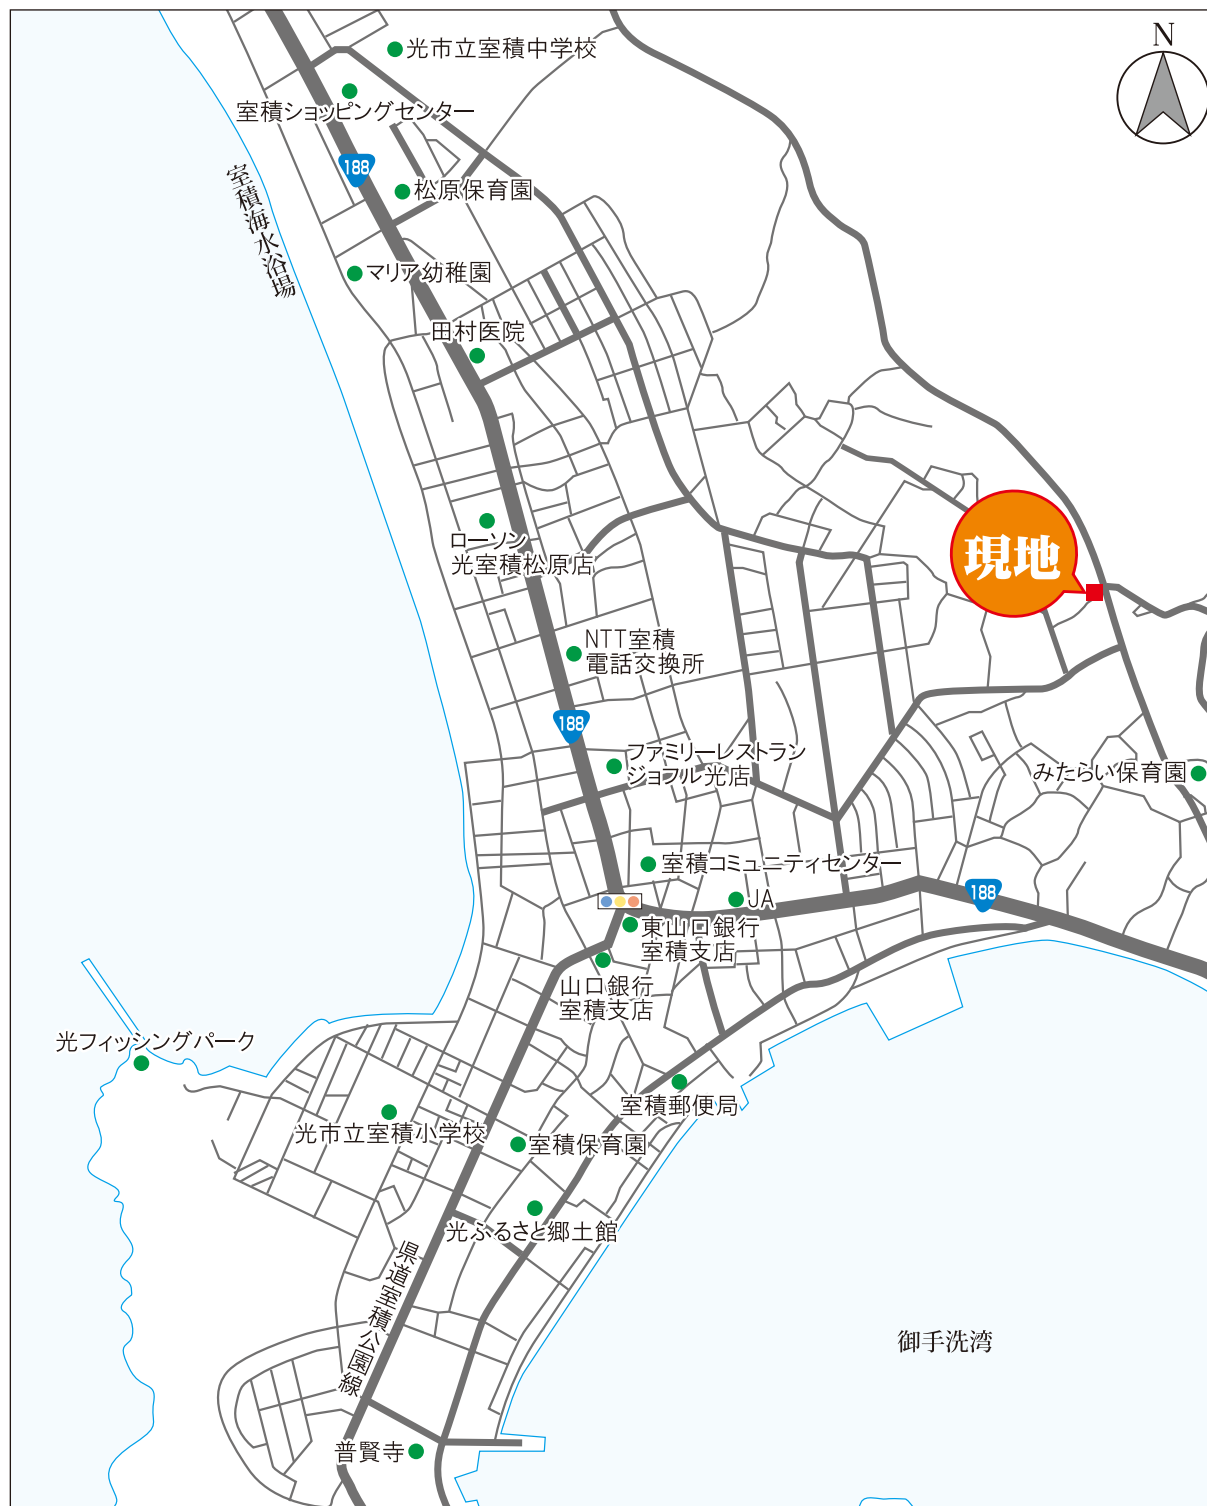 光市立室積中学校
N
室積ショッピングセンター
188
松原保育園
室積海水浴場
マリア幼稚園
田村医院
ローソン
光室積松原店
現地
NTT室積
電話交換所
188
ファミリーレストラン
ジョフル光店
みたらい保育園
室積コミュニティセンター
188
JA
東山口銀行
室積支店
山口銀行
室積支店
光フィッシングパーク
室積郵便局
光市立室積小学校
室積保育園
光ふるさと郷土館
県道室積公園線
御手洗湾
普賢寺